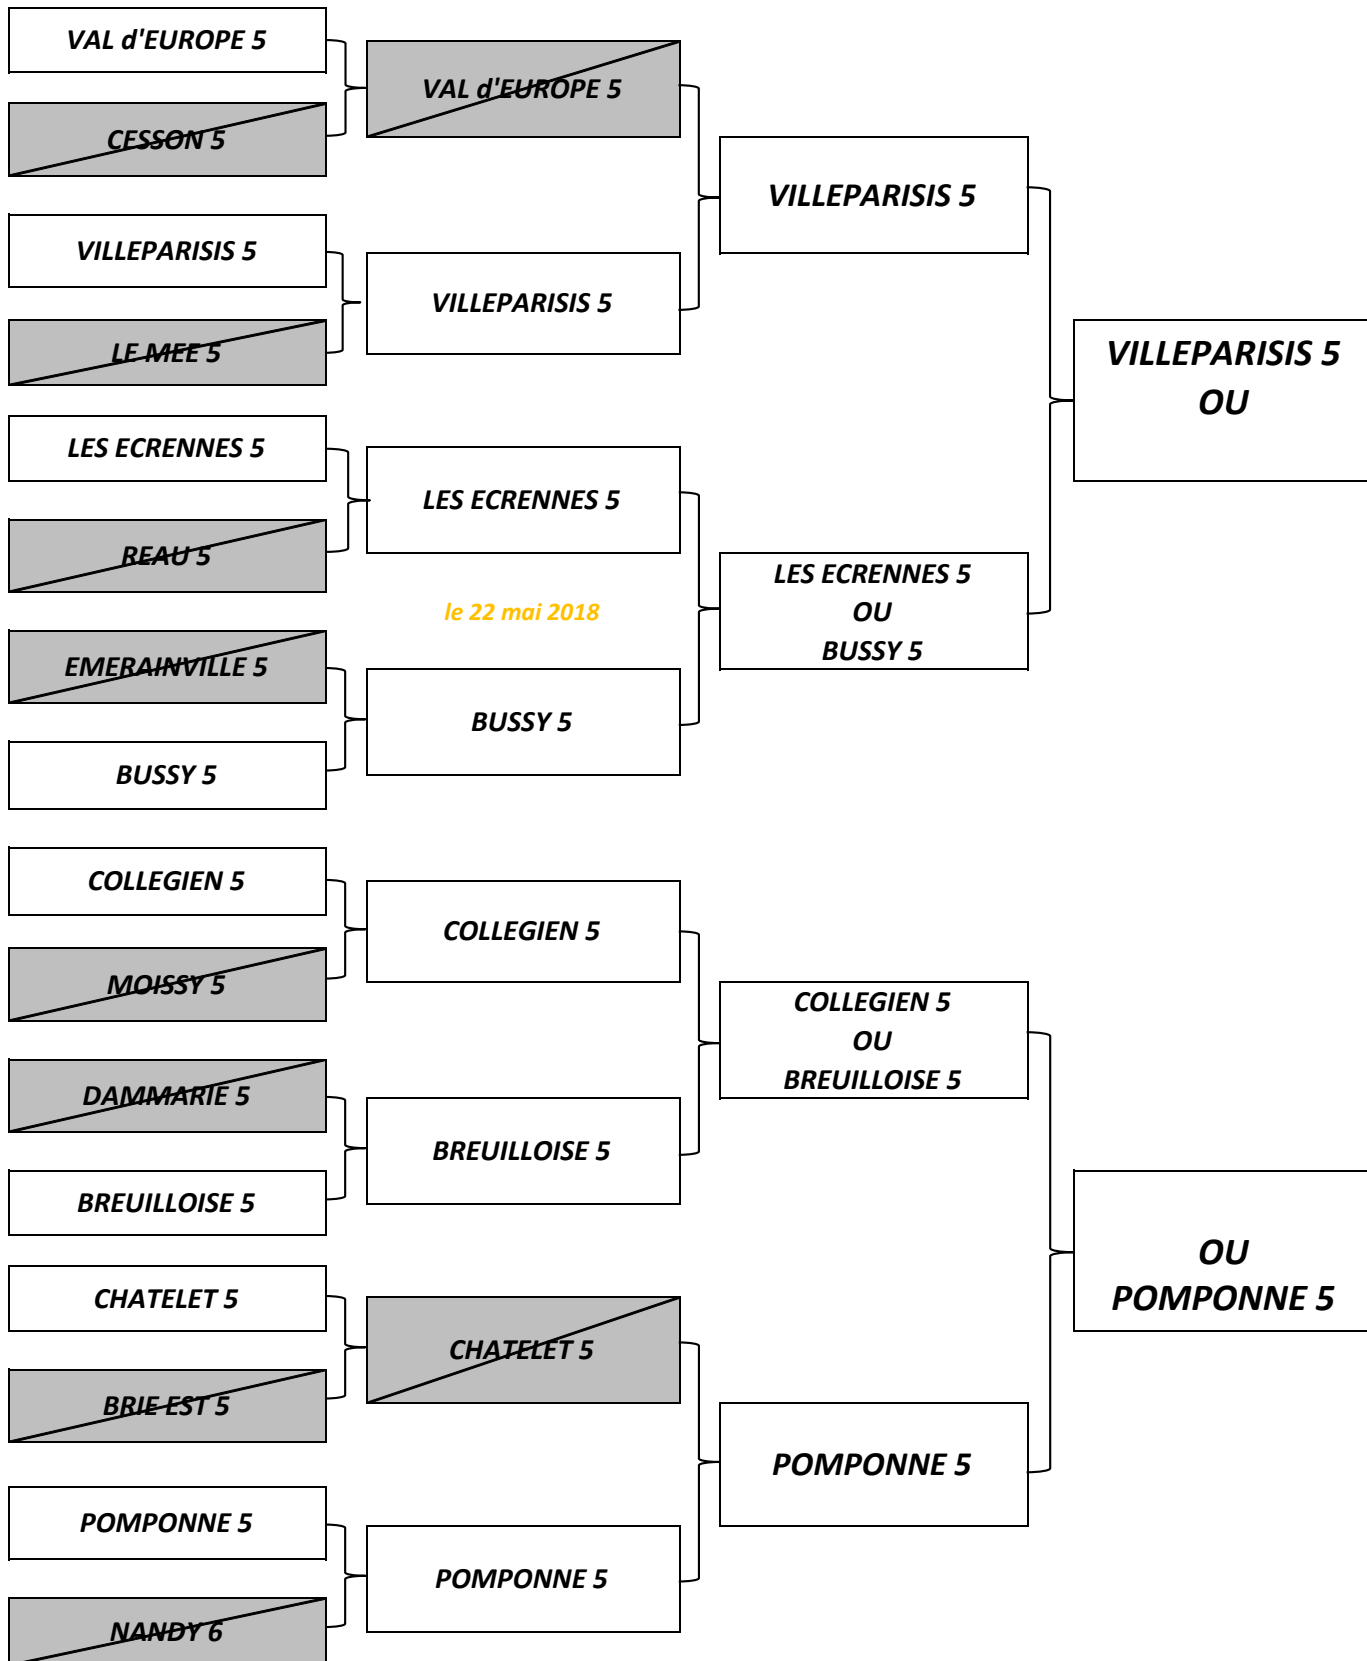 VAL d'EUROPE 5
CESSON 5
VILLEPARISIS 5
LE MEE 5
LES ECRENNES 5
REAU 5
EMERAINVILLE 5
BUSSY 5
COLLEGIEN 5
MOISSY 5
DAMMARIE 5
BREUILLOISE 5
CHATELET 5
BRIE EST 5
POMPONNE 5
NANDY 6
VAL d'EUROPE 5
VILLEPARISIS 5
LES ECRENNES 5
le 22 mai 2018
BUSSY 5
COLLEGIEN 5
BREUILLOISE 5
CHATELET 5
POMPONNE 5
VILLEPARISIS 5
LES ECRENNES 5
OU
BUSSY 5
COLLEGIEN 5
OU
BREUILLOISE 5
POMPONNE 5
VILLEPARISIS 5
OU
OU
POMPONNE 5